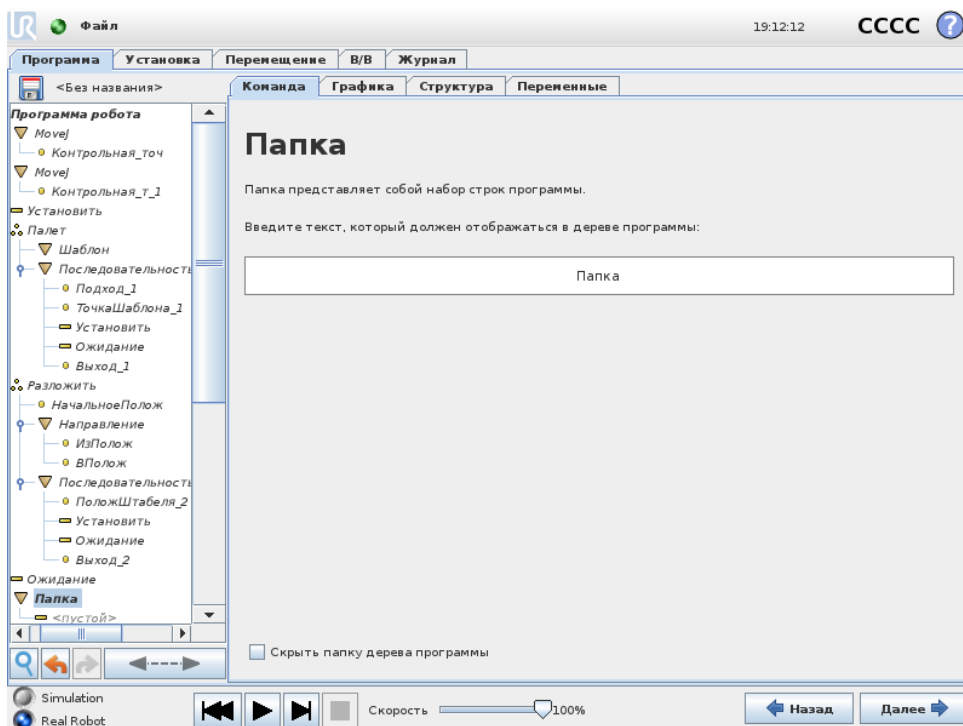 Файл
19:12:12
CCCC
?
Программа Установка Перемещение В/В Журнал
<Без названия>
Команда Графика Структура Переменные
Программа робота
MoveJ
Контрольная_точ
MoveJ
Контрольная_т_1
Установить
Палет
Шаблон
Последовательность
Подход_1
ТочкаШаблона_1
Установить
Ожидание
Выход_1
Разложить
НачальноеПолож
Направление
ИзПолож
ВПолож
Последовательность
ПоложШтабеля_2
Установить
Ожидание
Выход_2
Ожидание
Папка
<пустой>
Папка
Папка представляет собой набор строк программы.
Введите текст, который должен отображаться в дереве программы:
Папка
Скрыть папку дерева программы
Simulation
Real Robot
Скорость 100%
Назад
Далее